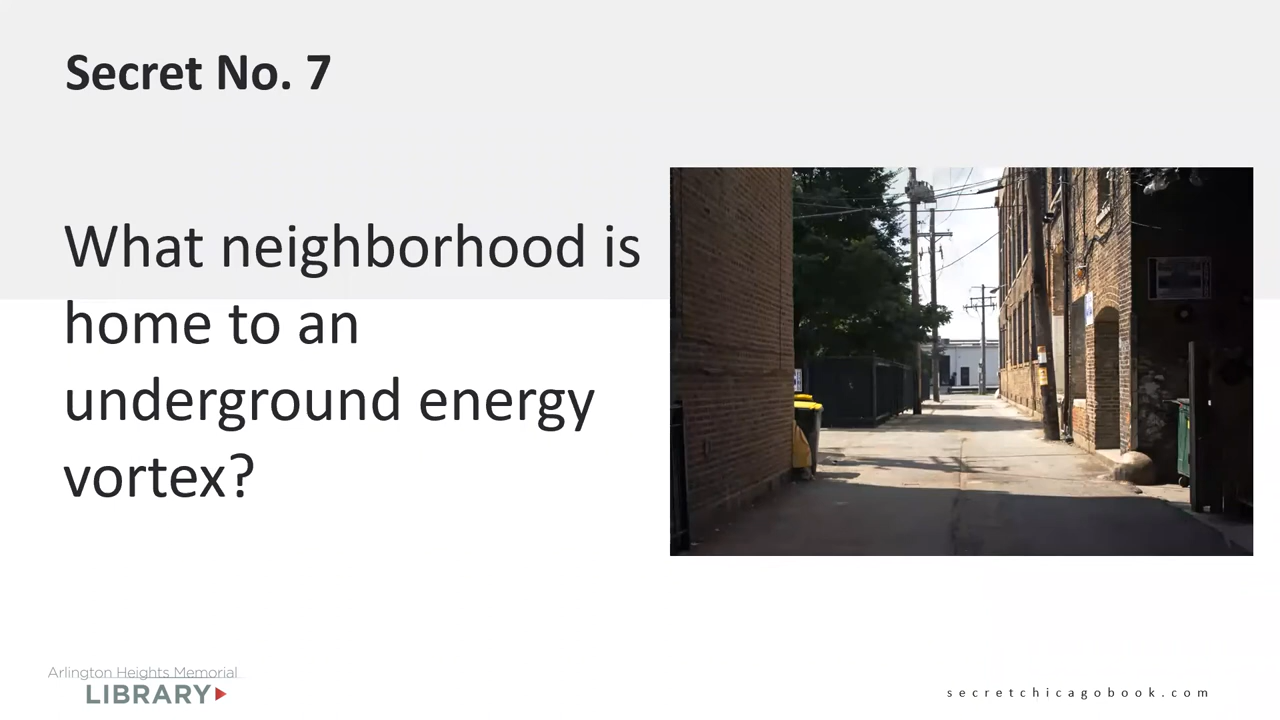 Secret No. 7
What neighborhood is
home to an
underground energy
vortex?
Arlington Heights Memorial
LIBRARY
secretchicagobook.com